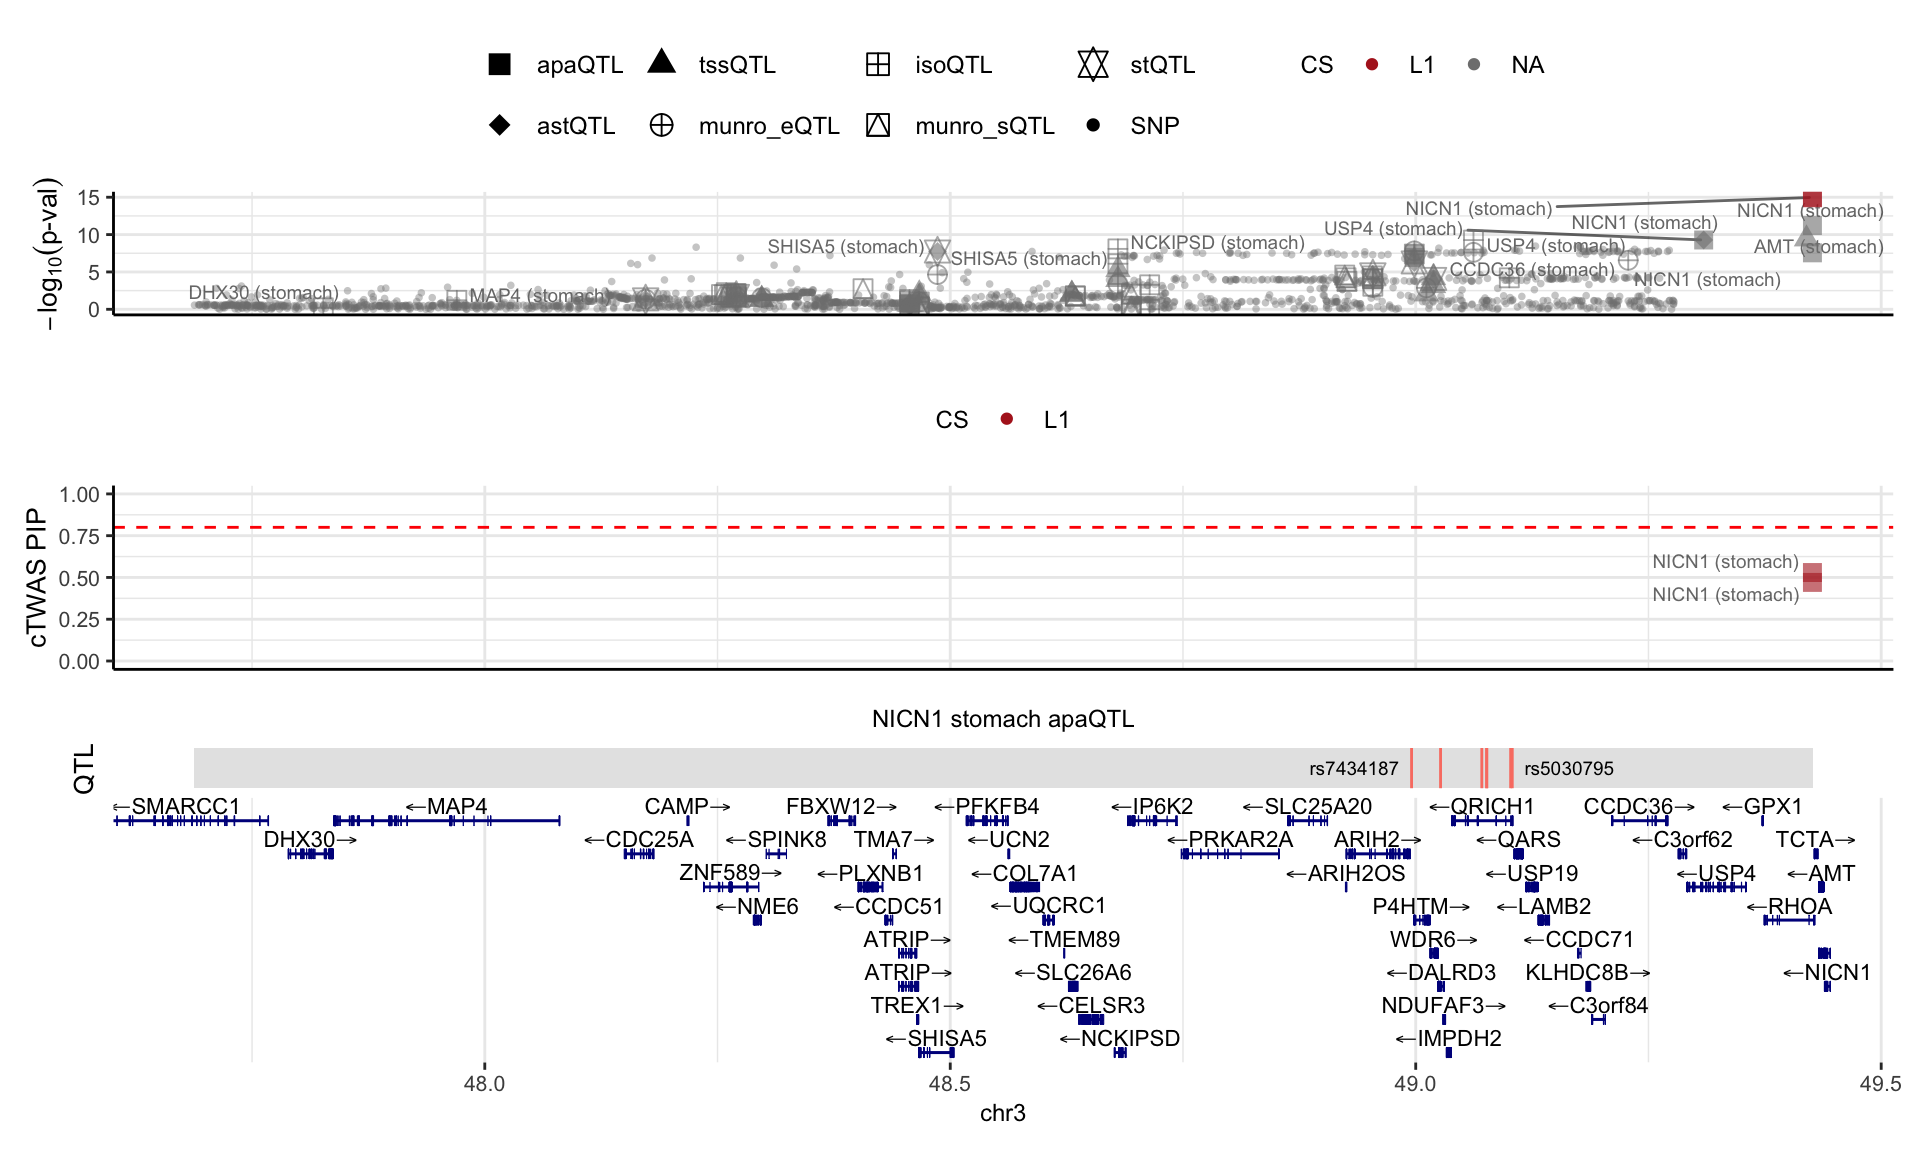 apaQTL tssQTL isoQTL stQTL CS L1 NA
astQTL munro_eQTL munro_sQTL SNP
−log10(p-val)
15
10
5
0
NICN1 (stomach)
NICN1 (stomach)
NICN1 (stomach)
USP4 (stomach)
SHISA5 (stomach)
NCKIPSD (stomach)
USP4 (stomach)
AMT (stomach)
SHISA5 (stomach)
CCDC36 (stomach)
NICN1 (stomach)
DHX30 (stomach)
MAP4 (stomach)
CS L1
cTWAS PIP
1.00
0.75
0.50
0.25
0.00
NICN1 (stomach)
NICN1 (stomach)
NICN1 stomach apaQTL
QTL
rs7434187 rs5030795
←SMARCC1 ←MAP4 CAMP→ FBXW12→ ←PFKFB4 ←IP6K2 ←SLC25A20 ←QRICH1 CCDC36→ ←GPX1
DHX30→ ←CDC25A ←SPINK8 TMA7→ ←UCN2 ←PRKAR2A ARIH2→ ←QARS ←C3orf62 TCTA→
ZNF589→ ←PLXNB1 ←COL7A1 ←ARIH2OS ←USP19 ←USP4 ←AMT
←NME6 ←CCDC51 ←UQCRC1 P4HTM→ ←LAMB2 ←RHOA
ATRIP→ ←TMEM89 WDR6→ ←CCDC71
ATRIP→ ←SLC26A6 ←DALRD3 KLHDC8B→ ←NICN1
TREX1→ ←CELSR3 NDUFAF3→ ←C3orf84
←SHISA5 ←NCKIPSD ←IMPDH2
48.0 48.5 49.0 49.5
chr3